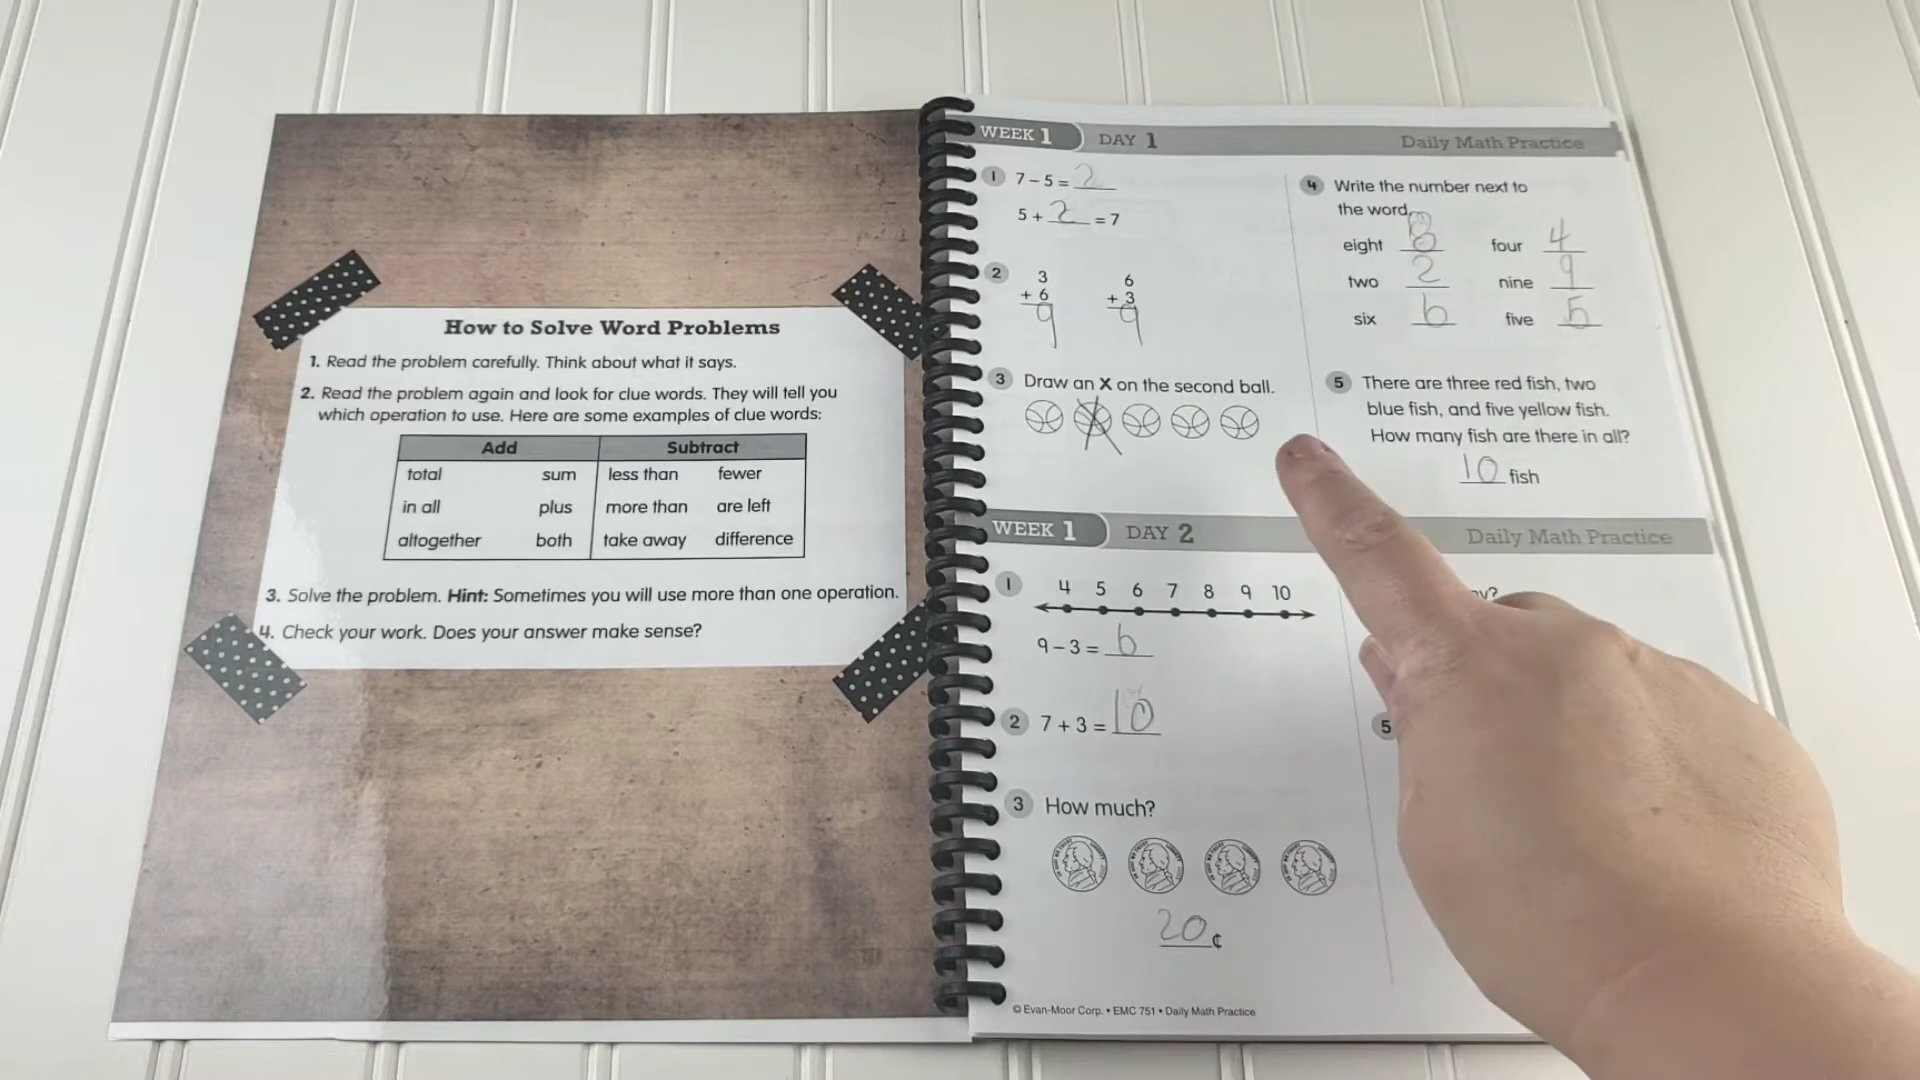 How to Solve Word Problems
1. Read the problem carefully. Think about what it says.
2. Read the problem again and look for clue words. They will tell you
which operation to use. Here are some examples of clue words:
Add Subtract
total sum less than fewer
in all plus more than are left
altogether both take away difference
3. Solve the problem. Hint: Sometimes you will use more than one operation.
4. Check your work. Does your answer make sense?
WEEK 1 DAY 1 Daily Math Practice
1 7 – 5 = 2
5 + 2 = 7
2 3 6
+ 6 + 3
9 9
3 Draw an X on the second ball.
4 Write the number next to
the word.
eight 8 four 4
two 2 nine 9
six 6 five 5
5 There are three red fish, two
blue fish, and five yellow fish.
How many fish are there in all?
10 fish
WEEK 1 DAY 2 Daily Math Practice
1 4 5 6 7 8 9 10
9 – 3 = 6
2 7 + 3 = 10
3 How much?
20 ¢
5
© Evan-Moor Corp. • EMC 751 • Daily Math Practice